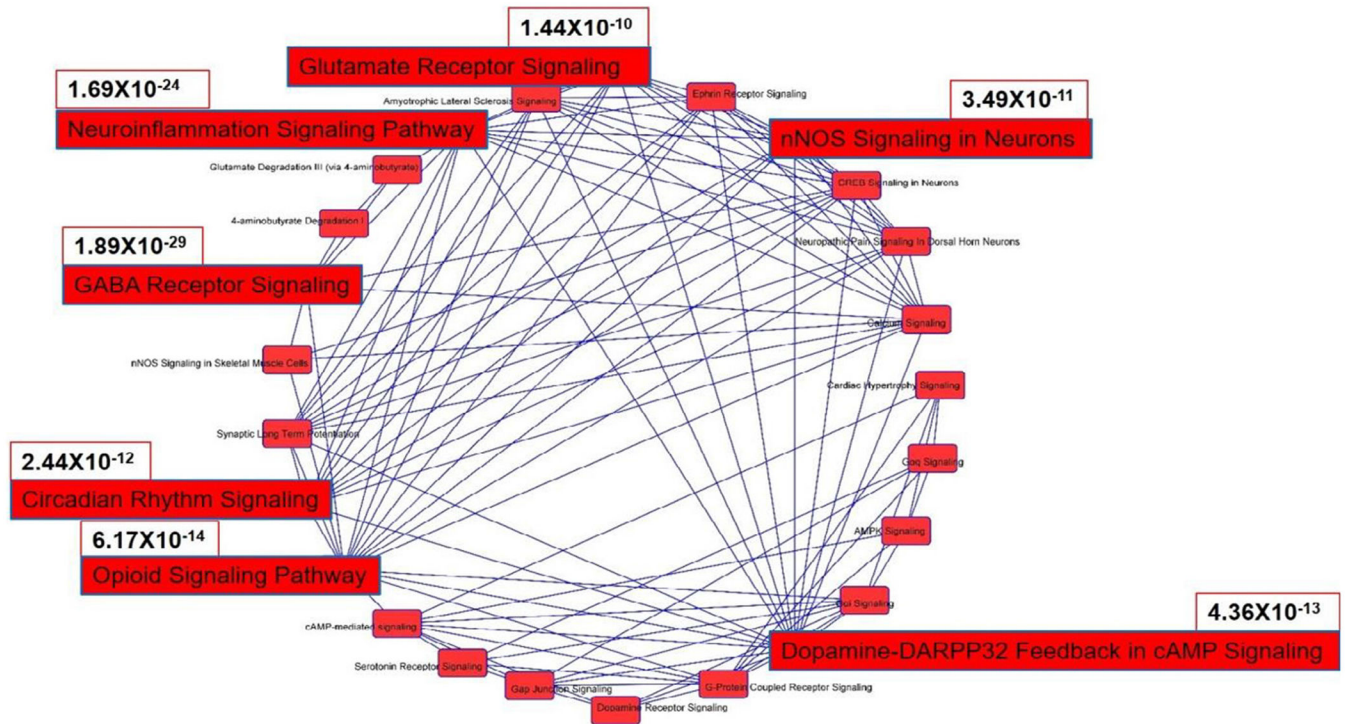 1.44X10-10
Glutamate Receptor Signaling
1.69X10-24
Amyotrophic Lateral Sclerosis Signaling
Ephrin Receptor Signaling
3.49X10-11
Neuroinflammation Signaling Pathway
nNOS Signaling in Neurons
Glutamate Degradation III (via 4-aminobutyrate)
CREB Signaling in Neurons
4-aminobutyrate Degradation I
Neuropathic Pain Signaling In Dorsal Horn Neurons
1.89X10-29
GABA Receptor Signaling
Calcium Signaling
nNOS Signaling in Skeletal Muscle Cells
Cardiac Hypertrophy Signaling
Synaptic Long Term Potentiation
2.44X10-12
Gαq Signaling
Circadian Rhythm Signaling
6.17X10-14
AMPK Signaling
Opioid Signaling Pathway
Gαi Signaling
4.36X10-13
cAMP-mediated signaling
Dopamine-DARPP32 Feedback in cAMP Signaling
Serotonin Receptor Signaling
Gap Junction Signaling
G-Protein Coupled Receptor Signaling
Dopamine Receptor Signaling